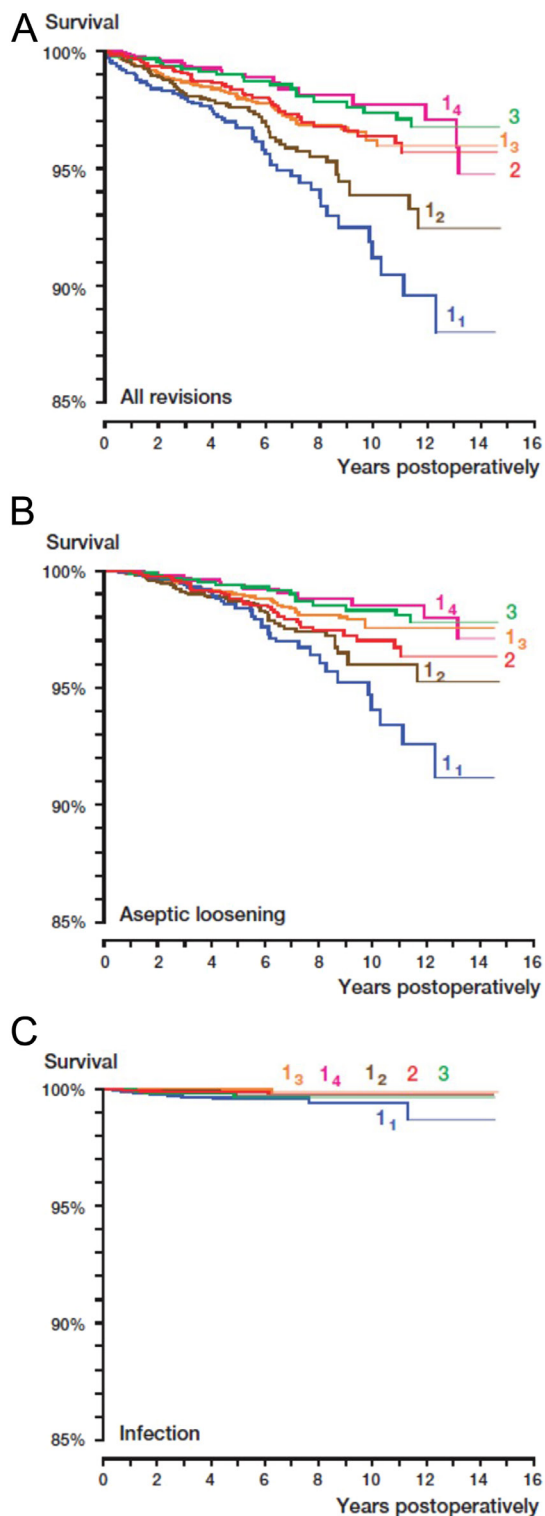 A
Survival
100%
1₄
3
1₃
2
95%
1₂
90%
1₁
85%
All revisions
0 2 4 6 8 10 12 14 16
Years postoperatively
B
Survival
100%
1₄
3
1₃
2
1₂
95%
1₁
90%
85%
Aseptic loosening
0 2 4 6 8 10 12 14 16
Years postoperatively
C
Survival
1₃ 1₄ 1₂ 2 3
100%
1₁
95%
90%
85%
Infection
0 2 4 6 8 10 12 14 16
Years postoperatively